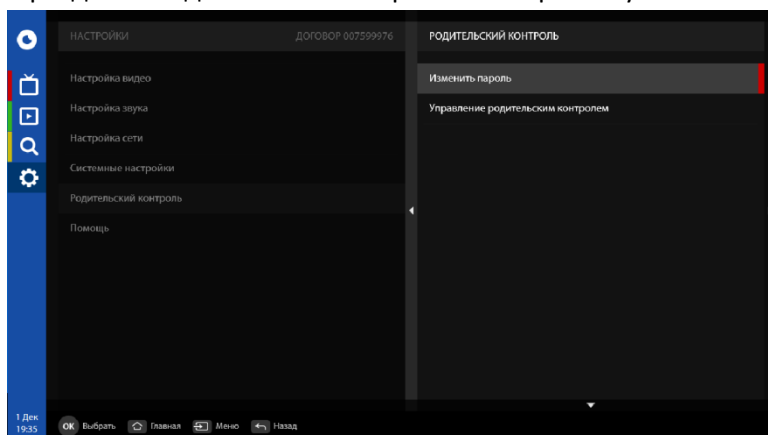 НАСТРОЙКИ ДОГОВОР 007599976
Настройка видео
Настройка звука
Настройка сети
Системные настройки
Родительский контроль
Помощь
РОДИТЕЛЬСКИЙ КОНТРОЛЬ
Изменить пароль
Управление родительским контролем
1 Дек
19:35
OK Выбрать Главная Меню Назад